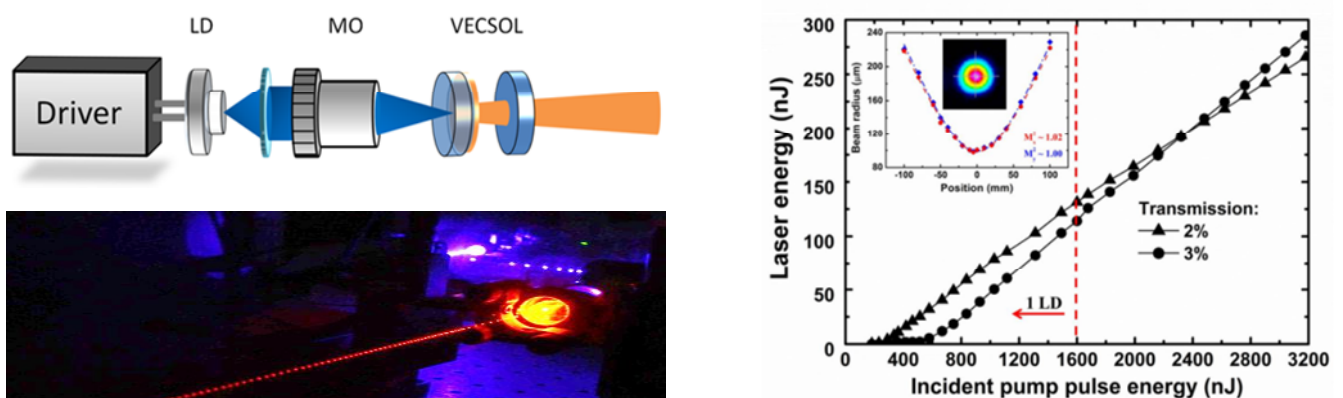 LD MO VECSOL
Driver
Laser energy (nJ)
300
250
200
150
100
50
0
0 400 800 1200 1600 2000 2400 2800 3200
Incident pump pulse energy (nJ)
Beam radius (μm)
240
200
160
120
80
-100 -50 0 50 100
Position (mm)
M²ₓ ~ 1.02
M²ᵧ ~ 1.00
1 LD
Transmission:
2%
3%